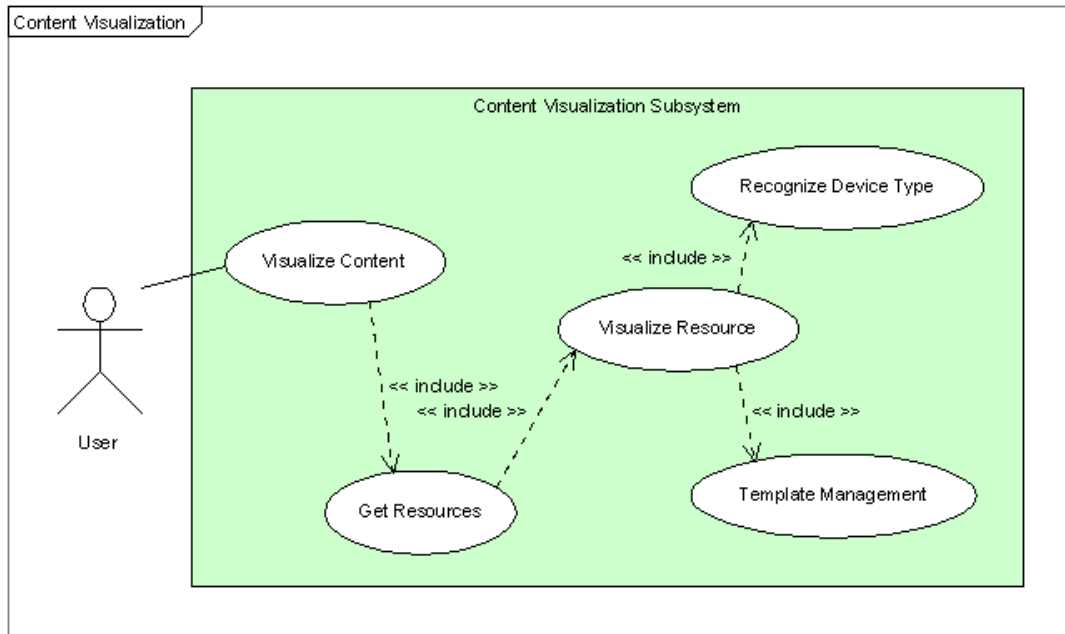 Content Visualization
Content Visualization Subsystem
Recognize Device Type
<< include >>
Visualize Content
Visualize Resource
<< include >>
<< include >>
<< include >>
User
Get Resources
Template Management